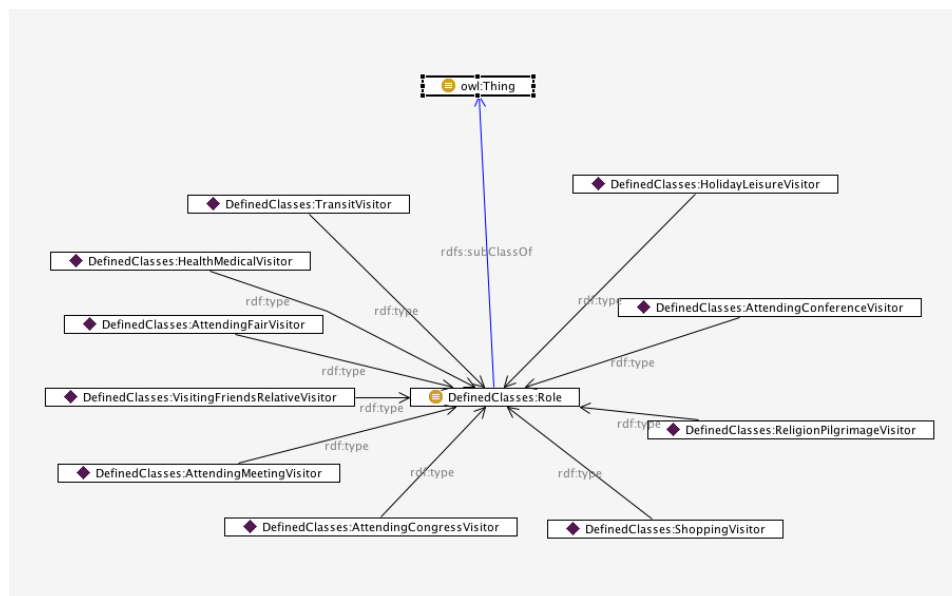 owl:Thing
DefinedClasses:HolidayLeisureVisitor
DefinedClasses:TransitVisitor
rdfs:subClassOf
DefinedClasses:HealthMedicalVisitor
rdf:type
rdf:type
rdf:type
DefinedClasses:AttendingConferenceVisitor
DefinedClasses:AttendingFairVisitor
rdf:type
rdf:type
DefinedClasses:VisitingFriendsRelativeVisitor
rdf:type
DefinedClasses:Role
rdf:type
DefinedClasses:ReligionPilgrimageVisitor
rdf:type
DefinedClasses:AttendingMeetingVisitor
rdf:type
rdf:type
DefinedClasses:AttendingCongressVisitor
DefinedClasses:ShoppingVisitor